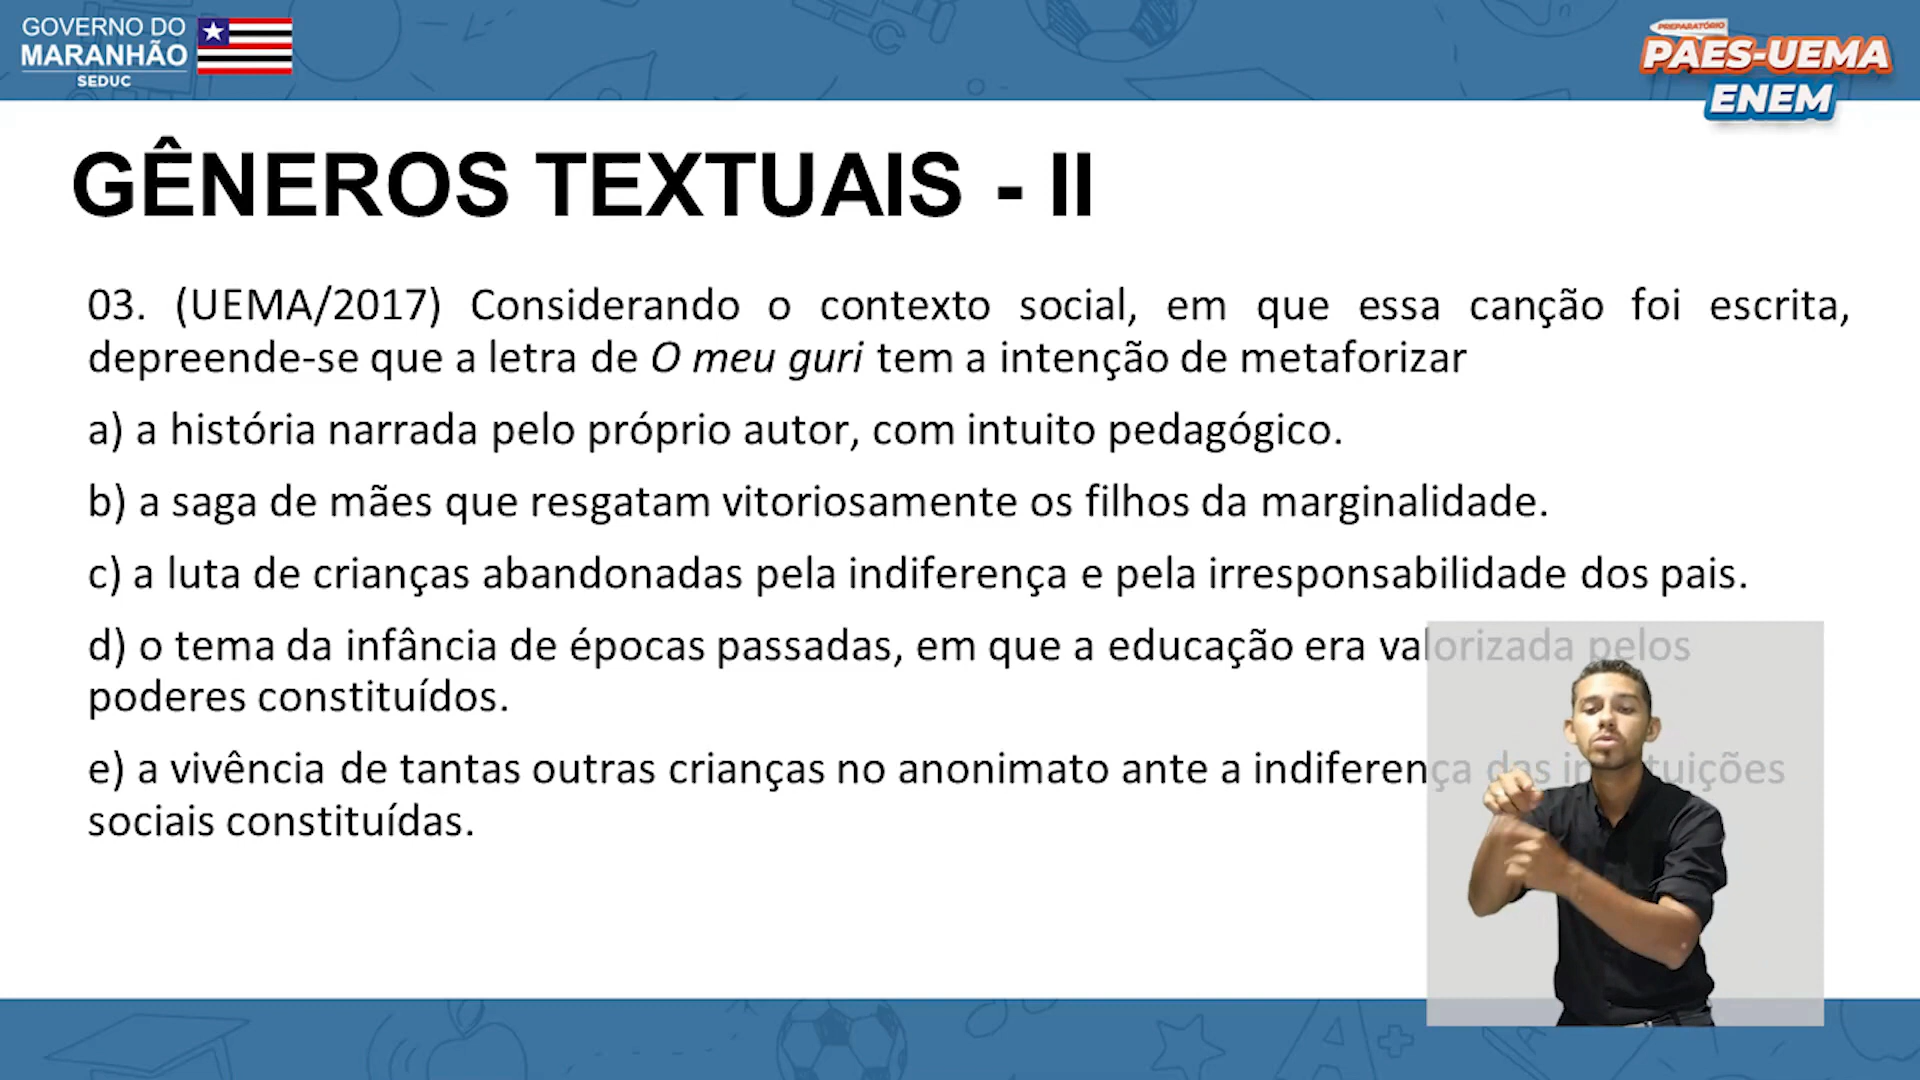 GOVERNO DO
MARANHÃO
SEDUC
PREPARATÓRIO
PAES-UEMA
ENEM
GÊNEROS TEXTUAIS - II
03. (UEMA/2017) Considerando o contexto social, em que essa canção foi escrita,
depreende-se que a letra de O meu guri tem a intenção de metaforizar
a) a história narrada pelo próprio autor, com intuito pedagógico.
b) a saga de mães que resgatam vitoriosamente os filhos da marginalidade.
c) a luta de crianças abandonadas pela indiferença e pela irresponsabilidade dos pais.
d) o tema da infância de épocas passadas, em que a educação era valorizada pelos
poderes constituídos.
e) a vivência de tantas outras crianças no anonimato ante a indiferença das instituições
sociais constituídas.